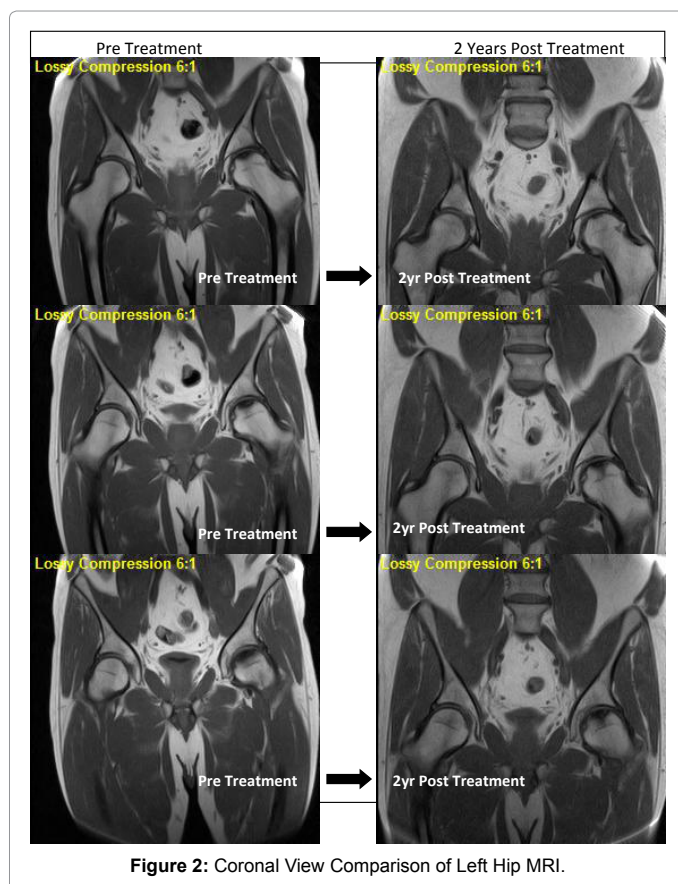 Pre Treatment
2 Years Post Treatment
Lossy Compression 6:1
Lossy Compression 6:1
Pre Treatment
2yr Post Treatment
Lossy Compression 6:1
Lossy Compression 6:1
Pre Treatment
2yr Post Treatment
Lossy Compression 6:1
Lossy Compression 6:1
Pre Treatment
2yr Post Treatment
Figure 2: Coronal View Comparison of Left Hip MRI.